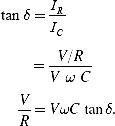 tan δ = I_R / I_C
= V/R / V ω C
V/R = VωC tan δ.